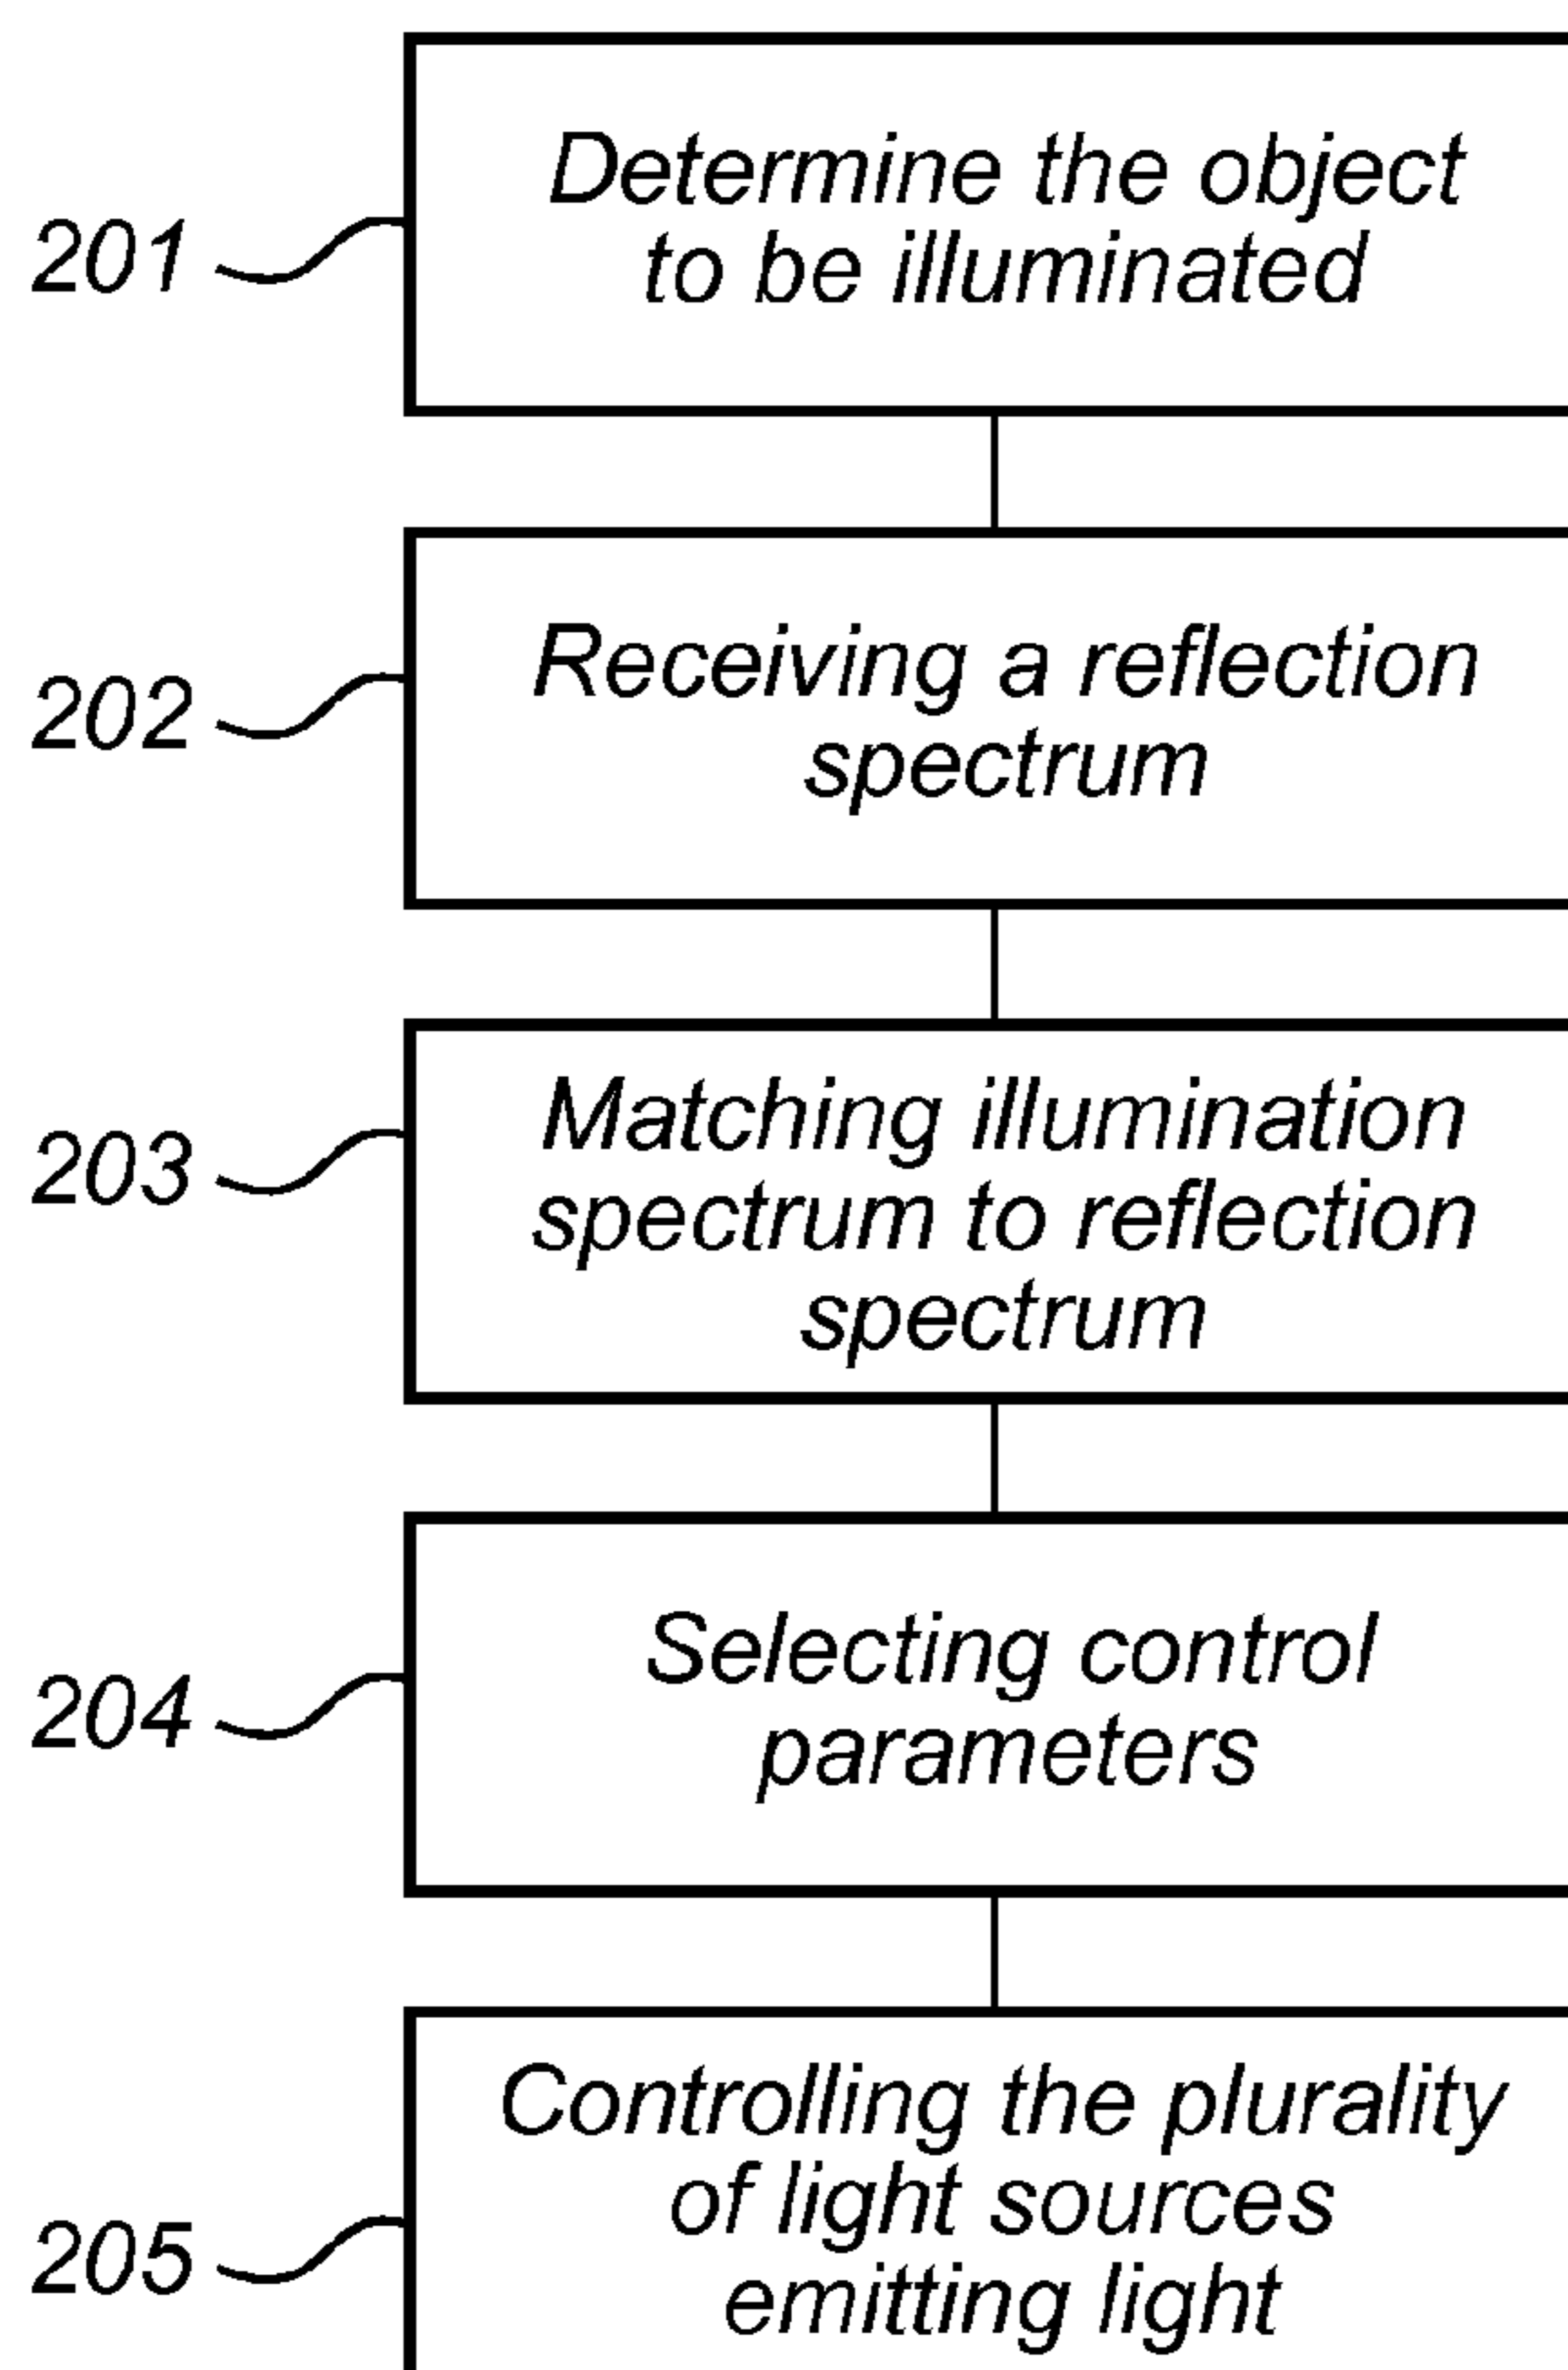 Determine the object
to be illuminated
201
Receiving a reflection
spectrum
202
Matching illumination
spectrum to reflection
spectrum
203
Selecting control
parameters
204
Controlling the plurality
of light sources
emitting light
205